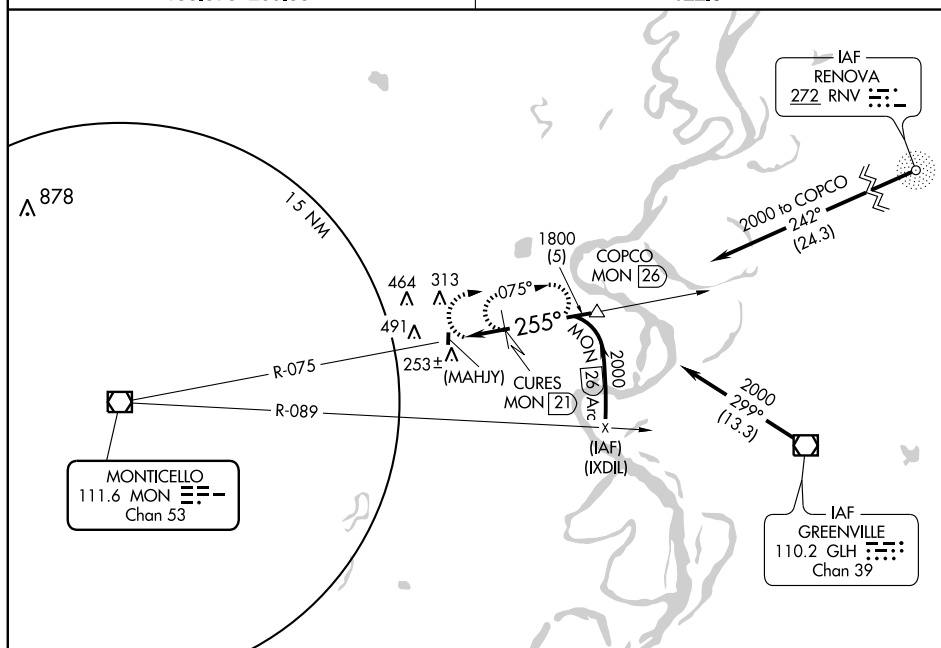 IAF
RENOVA
272 RNV
878
15 NM
2000 to COPCO
242°
(24.3)
1800
(5)
COPCO
MON 26
464
313
075°
255°
491
253±
(MAHJY)
CURES
MON 21
MON 26 Arc
2000
R-075
R-089
2000
299°
(13.3)
X
(IAF)
(IXDIL)
MONTICELLO
111.6 MON
Chan 53
IAF
GREENVILLE
110.2 GLH
Chan 39